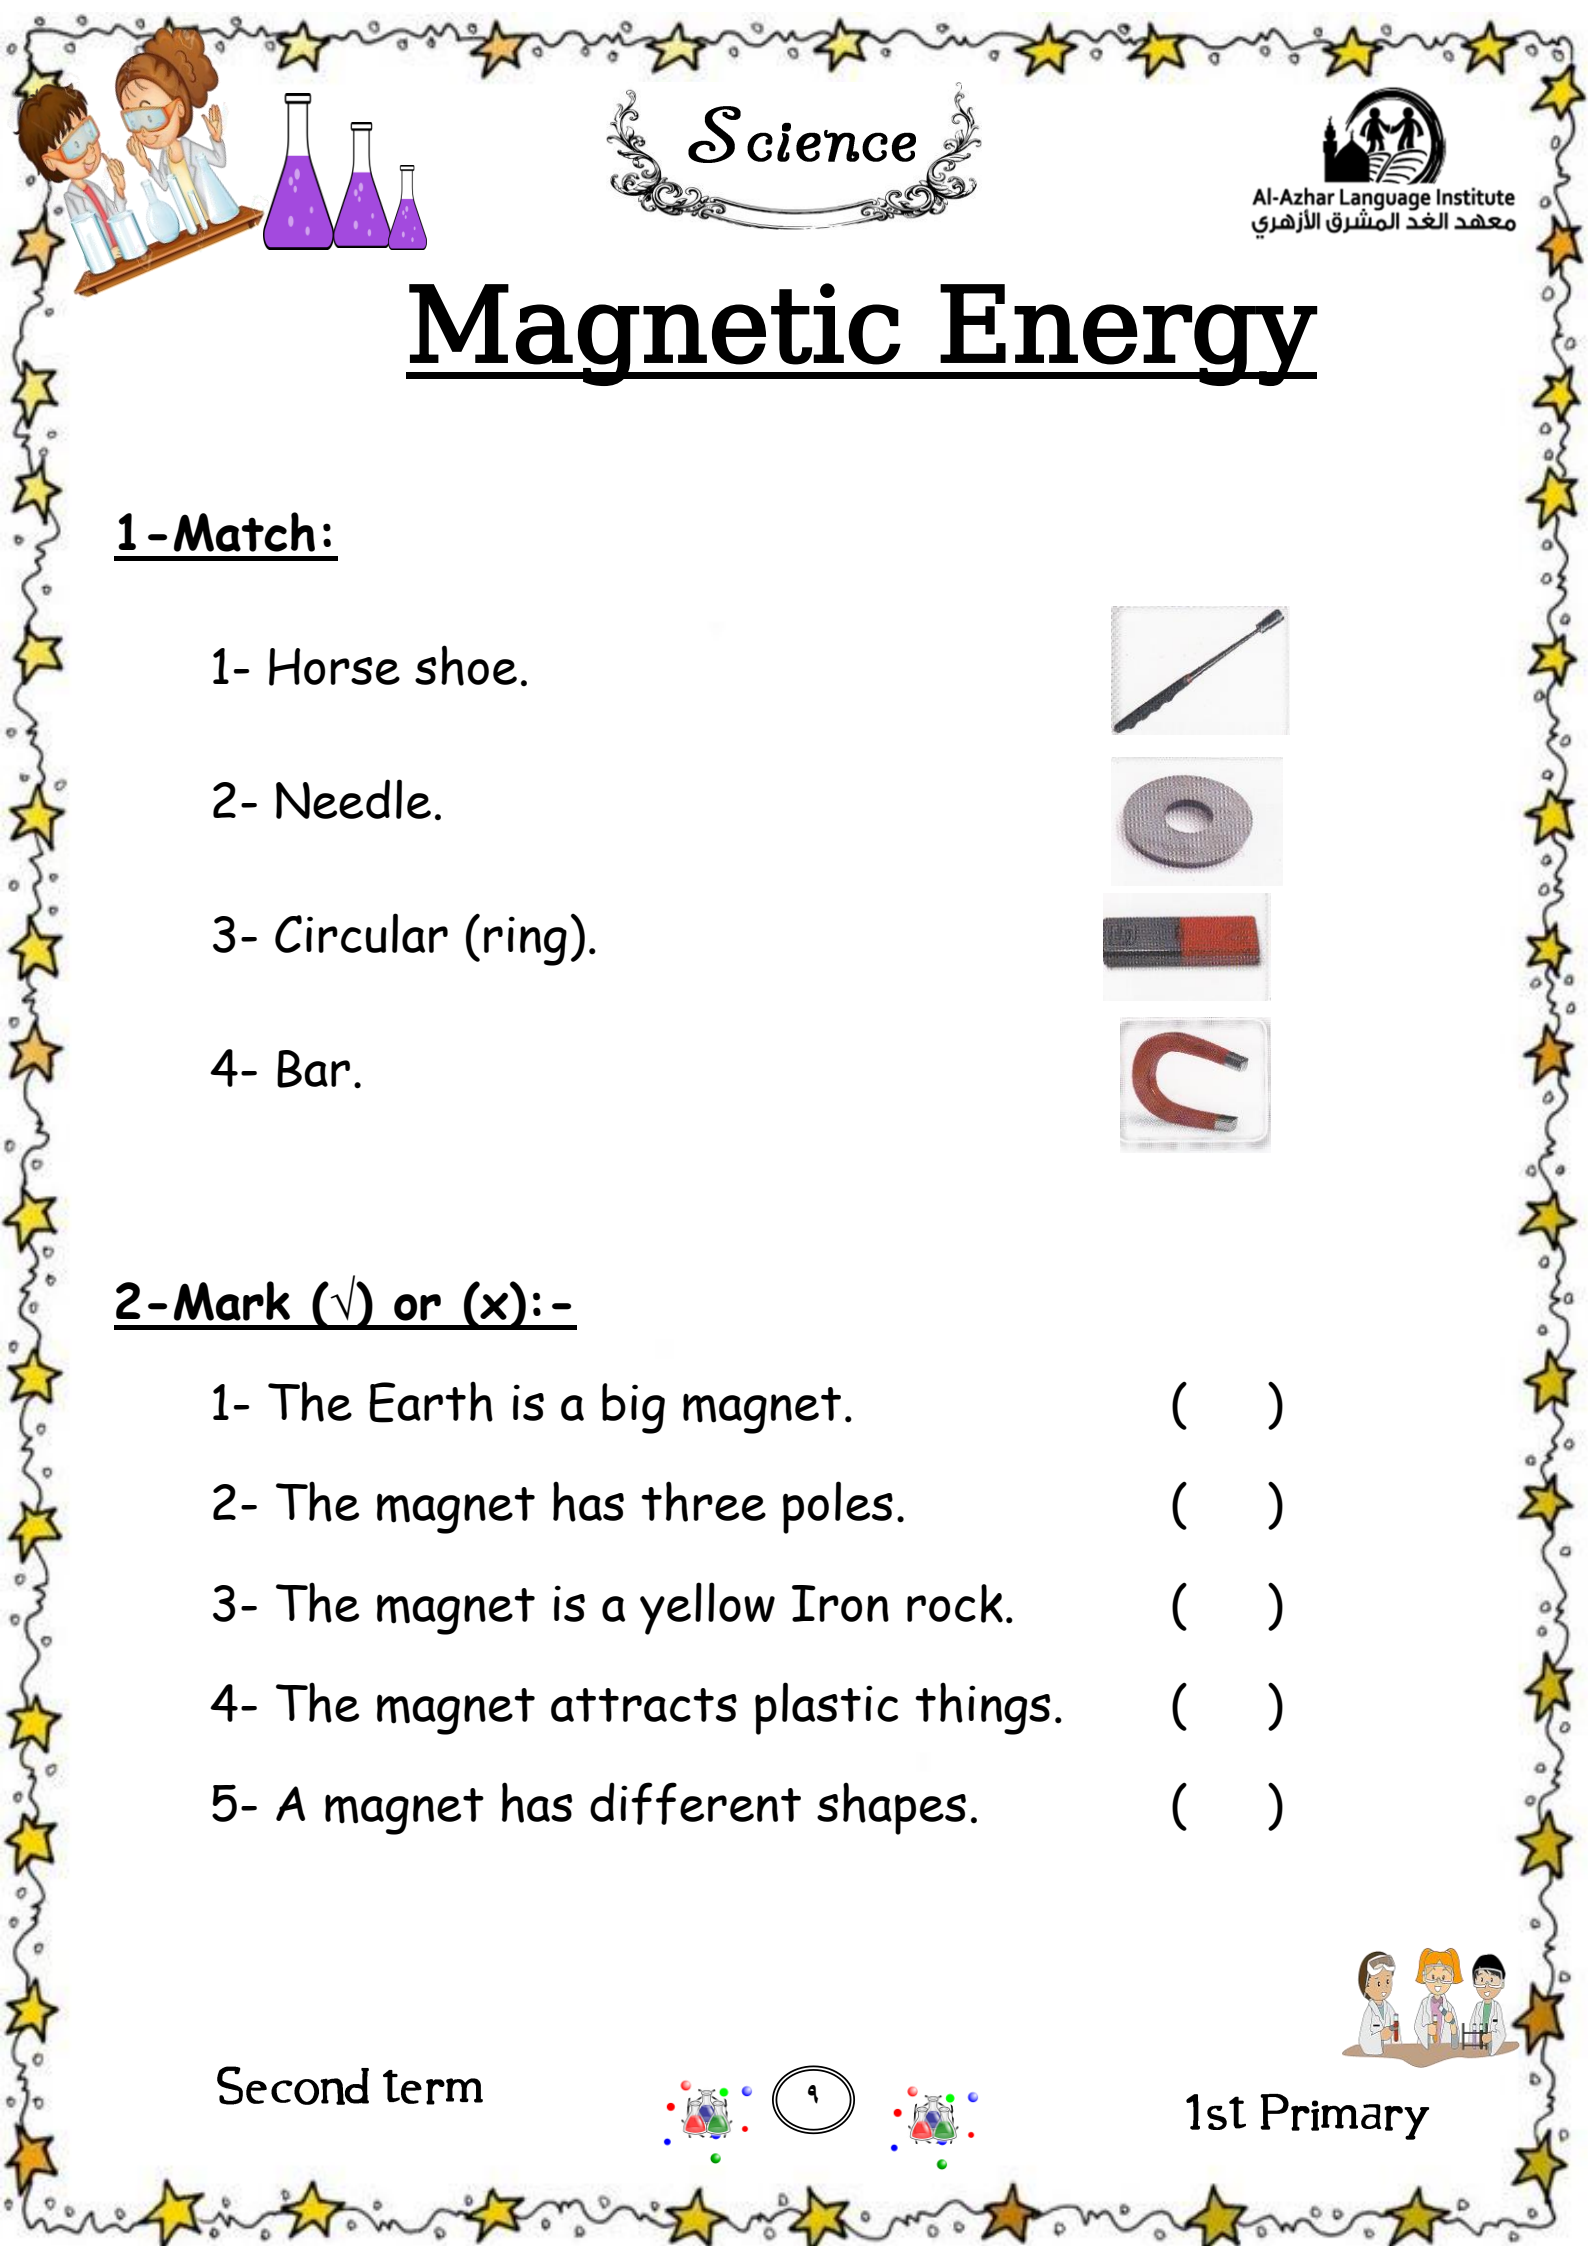 Science
Al-Azhar Language Institute
معهد الغد المشرق الأزهري
Magnetic Energy
1-Match:
1- Horse shoe.
2- Needle.
3- Circular (ring).
4- Bar.
2-Mark (√) or (x):-
1- The Earth is a big magnet. ( )
2- The magnet has three poles. ( )
3- The magnet is a yellow Iron rock. ( )
4- The magnet attracts plastic things. ( )
5- A magnet has different shapes. ( )
Second term
٩
1st Primary